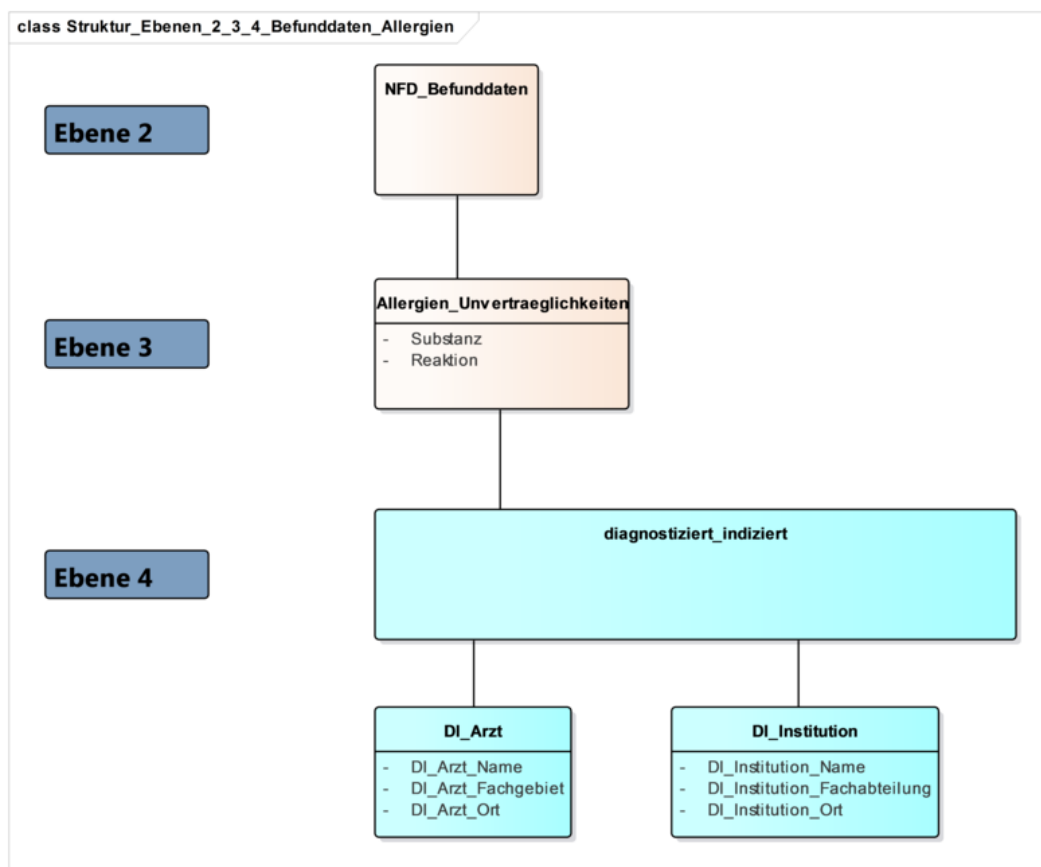 class Struktur_Ebenen_2_3_4_Befunddaten_Allergien
NFD_Befunddaten
Ebene 2
Allergien_Unvertraeglichkeiten
- Substanz
- Reaktion
Ebene 3
diagnostiziert_indiziert
Ebene 4
DI_Arzt
- DI_Arzt_Name
- DI_Arzt_Fachgebiet
- DI_Arzt_Ort
DI_Institution
- DI_Institution_Name
- DI_Institution_Fachabteilung
- DI_Institution_Ort